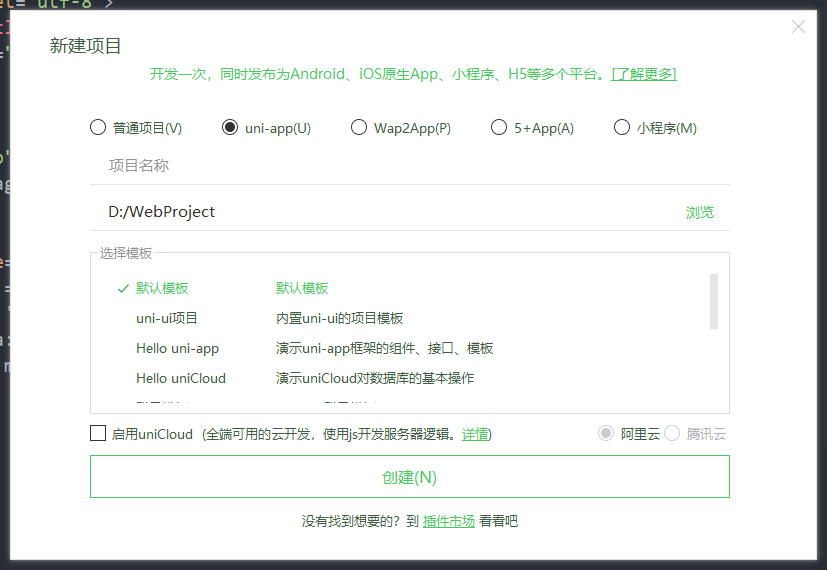 utf-8
新建项目
开发一次，同时发布为Android、iOS原生App、小程序、H5等多个平台。[了解更多]
普通项目(V) uni-app(U) Wap2App(P) 5+App(A) 小程序(M)
项目名称
D:/WebProject 浏览
选择模板
默认模板 默认模板
uni-ui项目 内置uni-ui的项目模板
Hello uni-app 演示uni-app框架的组件、接口、模板
Hello uniCloud 演示uniCloud对数据库的基本操作
启用uniCloud（全端可用的云开发，使用js开发服务器逻辑。详情） 阿里云 腾讯云
创建(N)
没有找到想要的？到 插件市场 看看吧